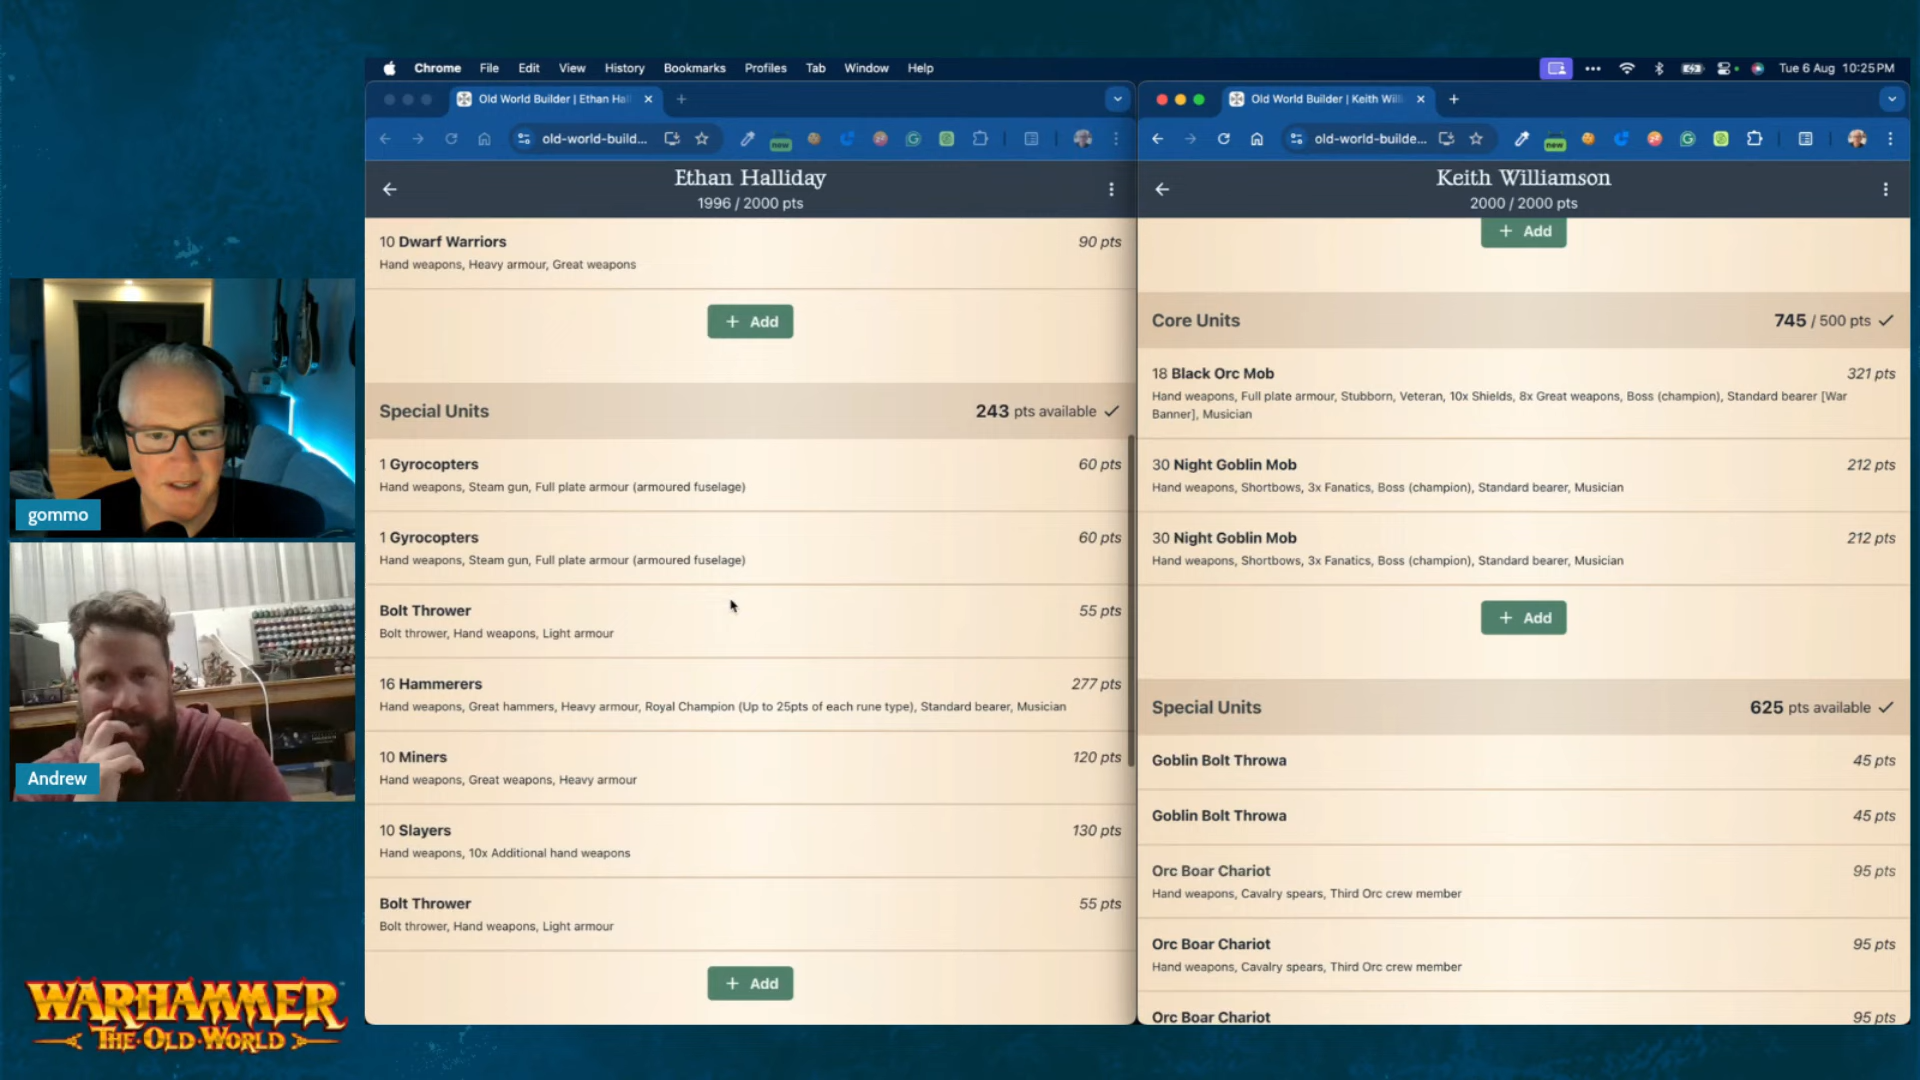 Chrome File Edit View History Bookmarks Profiles Tab Window Help
Tue 6 Aug 10:25 PM
Old World Builder | Ethan Hal
old-world-build...
new
Ethan Halliday
1996 / 2000 pts
10 Dwarf Warriors 90 pts
Hand weapons, Heavy armour, Great weapons
+ Add
Special Units 243 pts available
1 Gyrocopters 60 pts
Hand weapons, Steam gun, Full plate armour (armoured fuselage)
1 Gyrocopters 60 pts
Hand weapons, Steam gun, Full plate armour (armoured fuselage)
Bolt Thrower 55 pts
Bolt thrower, Hand weapons, Light armour
16 Hammerers 277 pts
Hand weapons, Great hammers, Heavy armour, Royal Champion (Up to 25pts of each rune type), Standard bearer, Musician
10 Miners 120 pts
Hand weapons, Great weapons, Heavy armour
10 Slayers 130 pts
Hand weapons, 10x Additional hand weapons
Bolt Thrower 55 pts
Bolt thrower, Hand weapons, Light armour
+ Add
Old World Builder | Keith Will
old-world-builde...
new
Keith Williamson
2000 / 2000 pts
+ Add
Core Units 745 / 500 pts
18 Black Orc Mob 321 pts
Hand weapons, Full plate armour, Stubborn, Veteran, 10x Shields, 8x Great weapons, Boss (champion), Standard bearer [War
Banner], Musician
30 Night Goblin Mob 212 pts
Hand weapons, Shortbows, 3x Fanatics, Boss (champion), Standard bearer, Musician
30 Night Goblin Mob 212 pts
Hand weapons, Shortbows, 3x Fanatics, Boss (champion), Standard bearer, Musician
+ Add
Special Units 625 pts available
Goblin Bolt Throwa 45 pts
Goblin Bolt Throwa 45 pts
Orc Boar Chariot 95 pts
Hand weapons, Cavalry spears, Third Orc crew member
Orc Boar Chariot 95 pts
Hand weapons, Cavalry spears, Third Orc crew member
Orc Boar Chariot 95 pts
gommo
Andrew
WARHAMMER
THE·OLD·WORLD